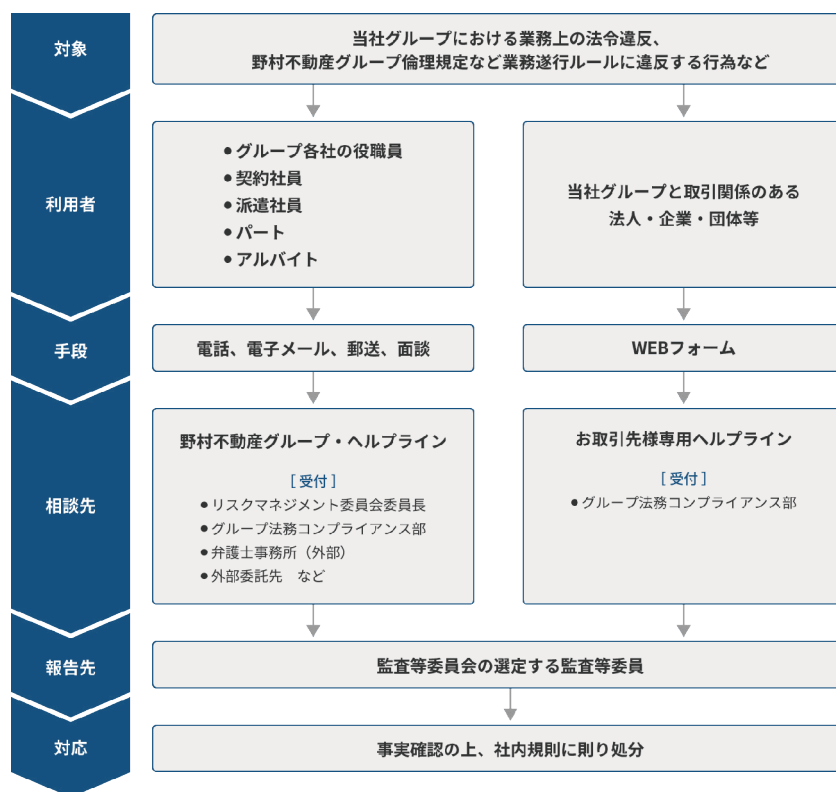 対象
当社グループにおける業務上の法令違反、
野村不動産グループ倫理規定など業務遂行ルールに違反する行為など
利用者
●グループ各社の役職員
●契約社員
●派遣社員
●パート
●アルバイト
当社グループと取引関係のある
法人・企業・団体等
手段
電話、電子メール、郵送、面談
WEBフォーム
相談先
野村不動産グループ・ヘルプライン
［受付］
●リスクマネジメント委員会委員長
●グループ法務コンプライアンス部
●弁護士事務所（外部）
●外部委託先　など
お取引先様専用ヘルプライン
［受付］
●グループ法務コンプライアンス部
報告先
監査等委員会の選定する監査等委員
対応
事実確認の上、社内規則に則り処分